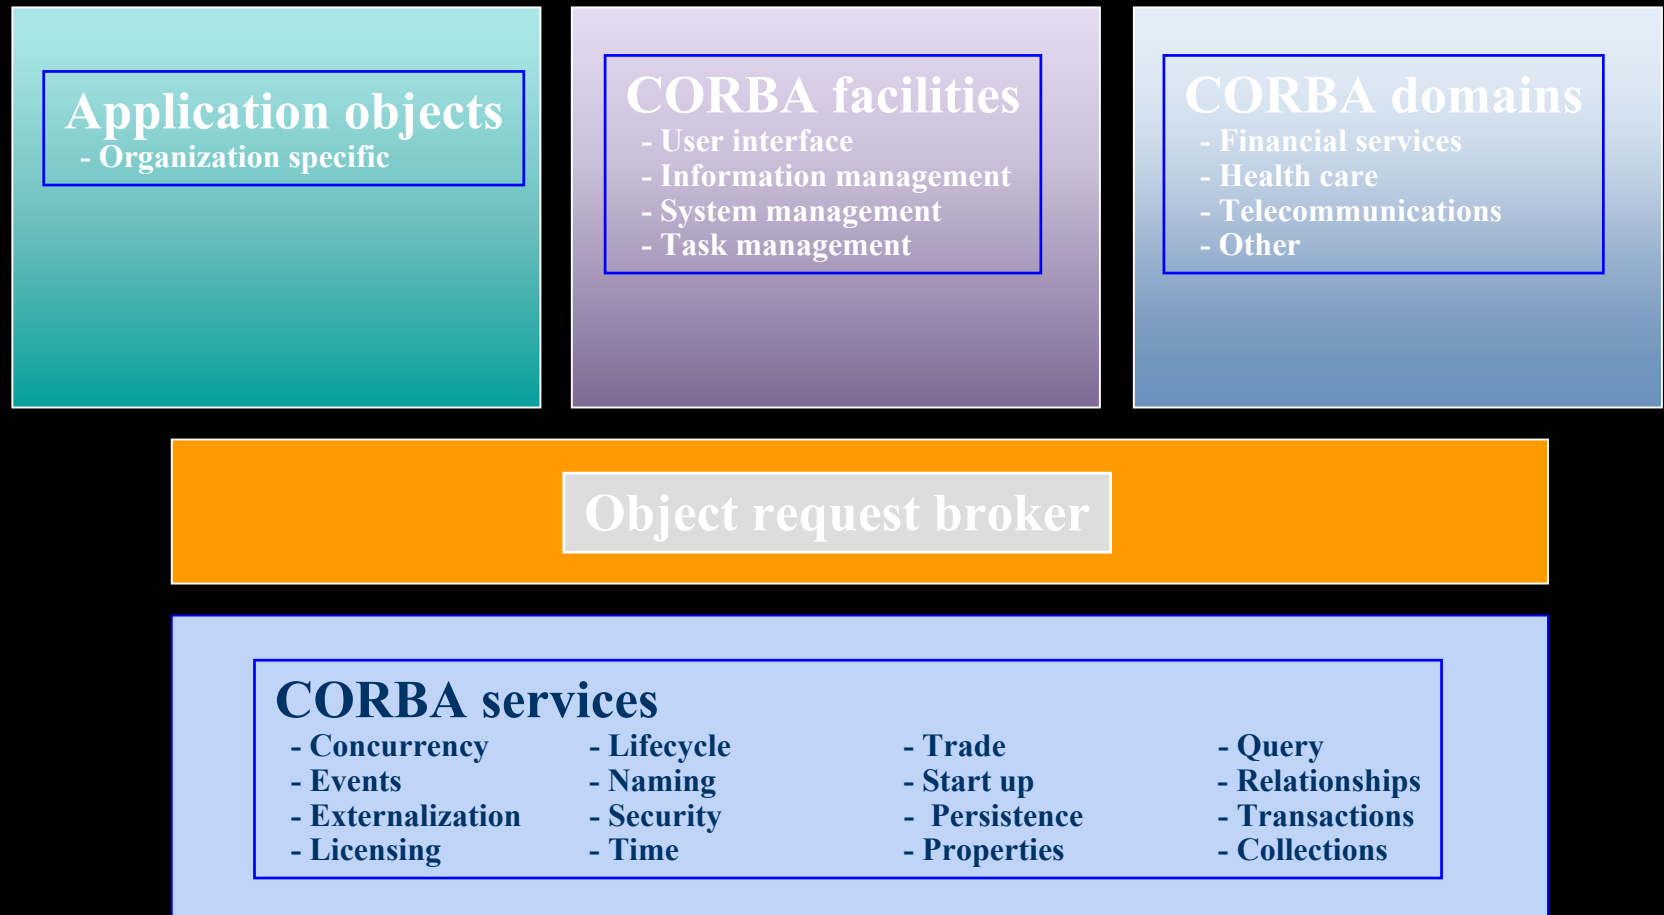 Application objects
- Organization specific
CORBA facilities
- User interface
- Information management
- System management
- Task management
CORBA domains
- Financial services
- Health care
- Telecommunications
- Other
Object request broker
CORBA services
- Concurrency - Lifecycle - Trade - Query
- Events - Naming - Start up - Relationships
- Externalization - Security - Persistence - Transactions
- Licensing - Time - Properties - Collections